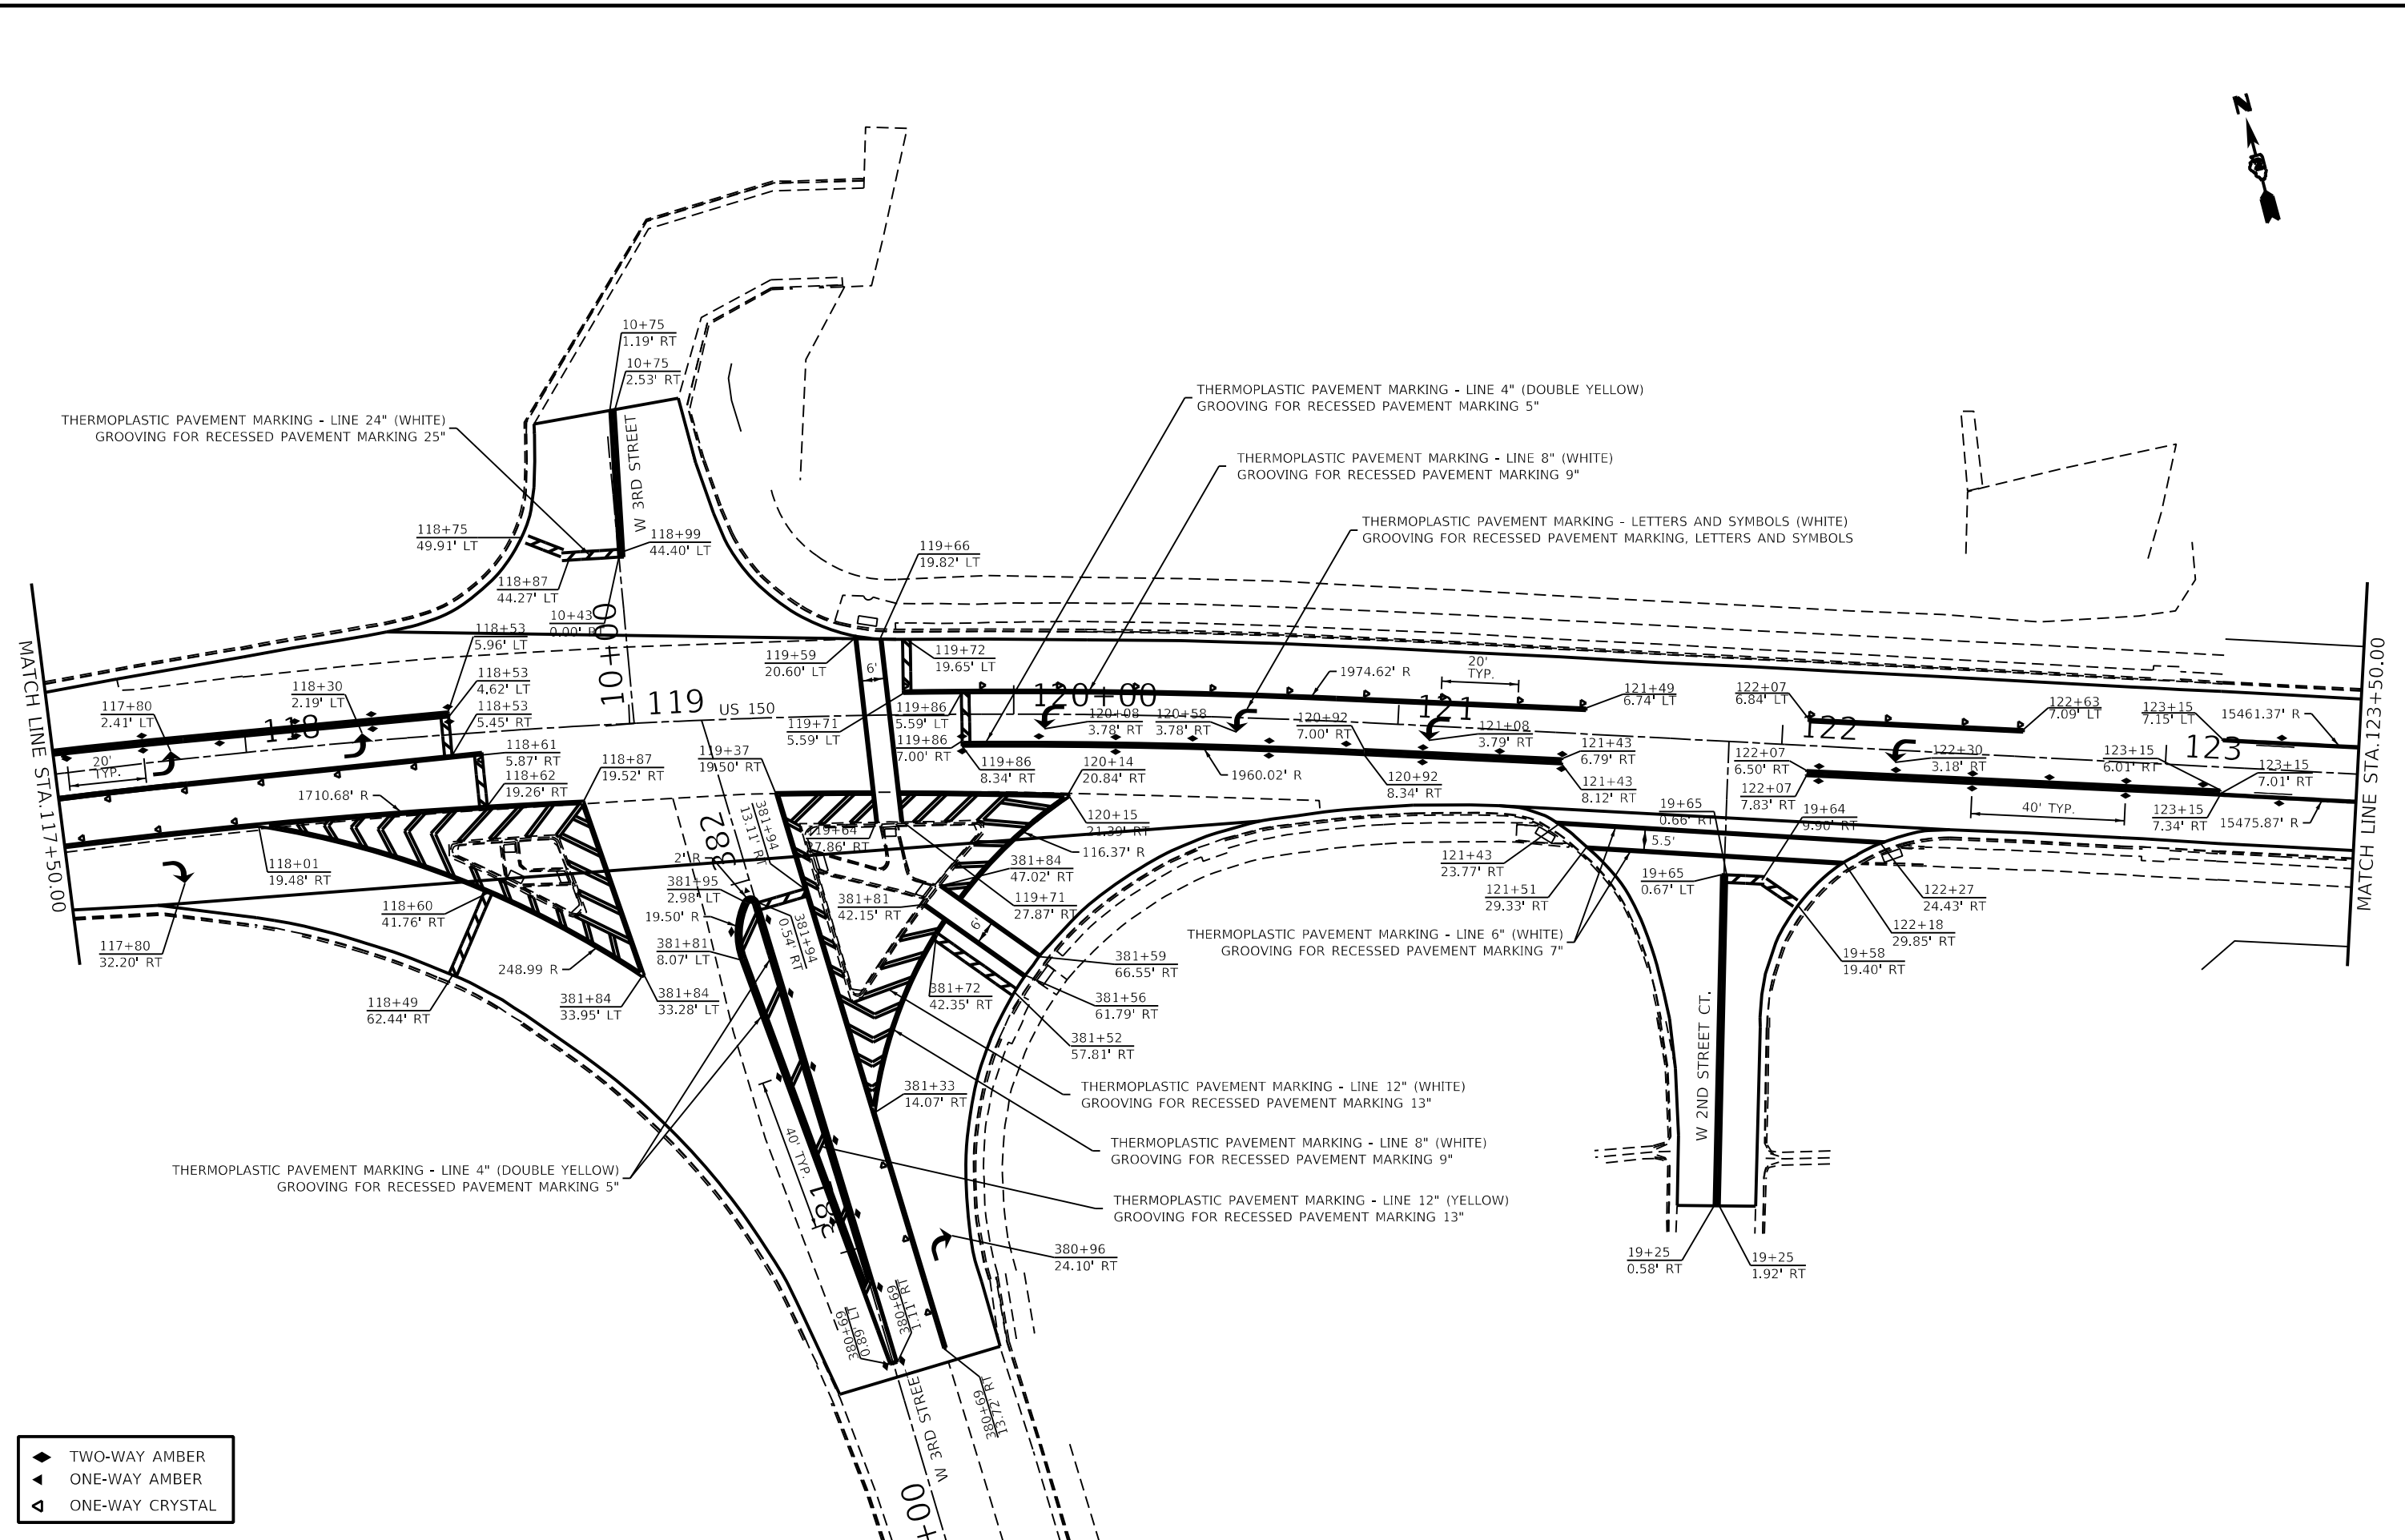 N
10+75
1.19' RT
10+75
2.53' RT
THERMOPLASTIC PAVEMENT MARKING - LINE 24" (WHITE)
GROOVING FOR RECESSED PAVEMENT MARKING 25"
W 3RD STREET
THERMOPLASTIC PAVEMENT MARKING - LINE 4" (DOUBLE YELLOW)
GROOVING FOR RECESSED PAVEMENT MARKING 5"
THERMOPLASTIC PAVEMENT MARKING - LINE 8" (WHITE)
GROOVING FOR RECESSED PAVEMENT MARKING 9"
THERMOPLASTIC PAVEMENT MARKING - LETTERS AND SYMBOLS (WHITE)
GROOVING FOR RECESSED PAVEMENT MARKING, LETTERS AND SYMBOLS
118+75
49.91' LT
118+99
44.40' LT
118+87
44.27' LT
10+43
0.00' R
10+00
119+66
19.82' LT
119+59
20.60' LT
6'
119+72
19.65' LT
MATCH LINE STA.117+50.00
118+53
5.96' LT
118+53
4.62' LT
118+53
5.45' RT
118+61
5.87' RT
118+62
19.26' RT
118+30
2.19' LT
117+80
2.41' LT
118
20'
TYP.
119
US 150
1710.68' R
118+87
19.52' RT
119+37
19.50' RT
119+71
5.59' LT
119+86
5.59' LT
119+86
7.00' RT
119+86
8.34' RT
120+00
120+08
3.78' RT
120+58
3.78' RT
120+14
20.84' RT
1974.62' R
1960.02' R
20'
TYP.
120+92
7.00' RT
120+92
8.34' RT
121
121+08
3.79' RT
121+49
6.74' LT
121+43
6.79' RT
121+43
8.12' RT
122+07
6.84' LT
122+63
7.09' LT
122
122+07
6.50' RT
122+07
7.83' RT
122+30
3.18' RT
123+15
7.15' LT
15461.37' R
123
123+15
6.01' RT
123+15
7.01' RT
123+15
7.34' RT
15475.87' R
40' TYP.
MATCH LINE STA.123+50.00
19+65
0.66' RT
19+64
9.90' RT
5.5'
19+65
0.67' LT
121+43
23.77' RT
121+51
29.33' RT
122+27
24.43' RT
122+18
29.85' RT
19+58
19.40' RT
THERMOPLASTIC PAVEMENT MARKING - LINE 6" (WHITE)
GROOVING FOR RECESSED PAVEMENT MARKING 7"
W 2ND STREET CT.
19+25
0.58' RT
19+25
1.92' RT
118+01
19.48' RT
117+80
32.20' RT
118+60
41.76' RT
118+49
62.44' RT
248.99 R
382
381+94
13.11' RT
119+64
27.86' RT
120+15
21.39' RT
116.37' R
2' R
381+95
2.98' LT
19.50' R
381+81
8.07' LT
381+94
0.54' RT
381+84
33.95' LT
381+84
33.28' LT
381+84
47.02' RT
381+81
42.15' RT
119+71
27.87' RT
6'
381+72
42.35' RT
381+59
66.55' RT
381+56
61.79' RT
381+52
57.81' RT
381+33
14.07' RT
THERMOPLASTIC PAVEMENT MARKING - LINE 12" (WHITE)
GROOVING FOR RECESSED PAVEMENT MARKING 13"
THERMOPLASTIC PAVEMENT MARKING - LINE 8" (WHITE)
GROOVING FOR RECESSED PAVEMENT MARKING 9"
THERMOPLASTIC PAVEMENT MARKING - LINE 12" (YELLOW)
GROOVING FOR RECESSED PAVEMENT MARKING 13"
THERMOPLASTIC PAVEMENT MARKING - LINE 4" (DOUBLE YELLOW)
GROOVING FOR RECESSED PAVEMENT MARKING 5"
40' TYP.
381
380+96
24.10' RT
380+69
0.89' LT
380+69
1.11' RT
380+69
13.72' RT
W 3RD STREE
W 3RD STREET
+00
TWO-WAY AMBER
ONE-WAY AMBER
ONE-WAY CRYSTAL